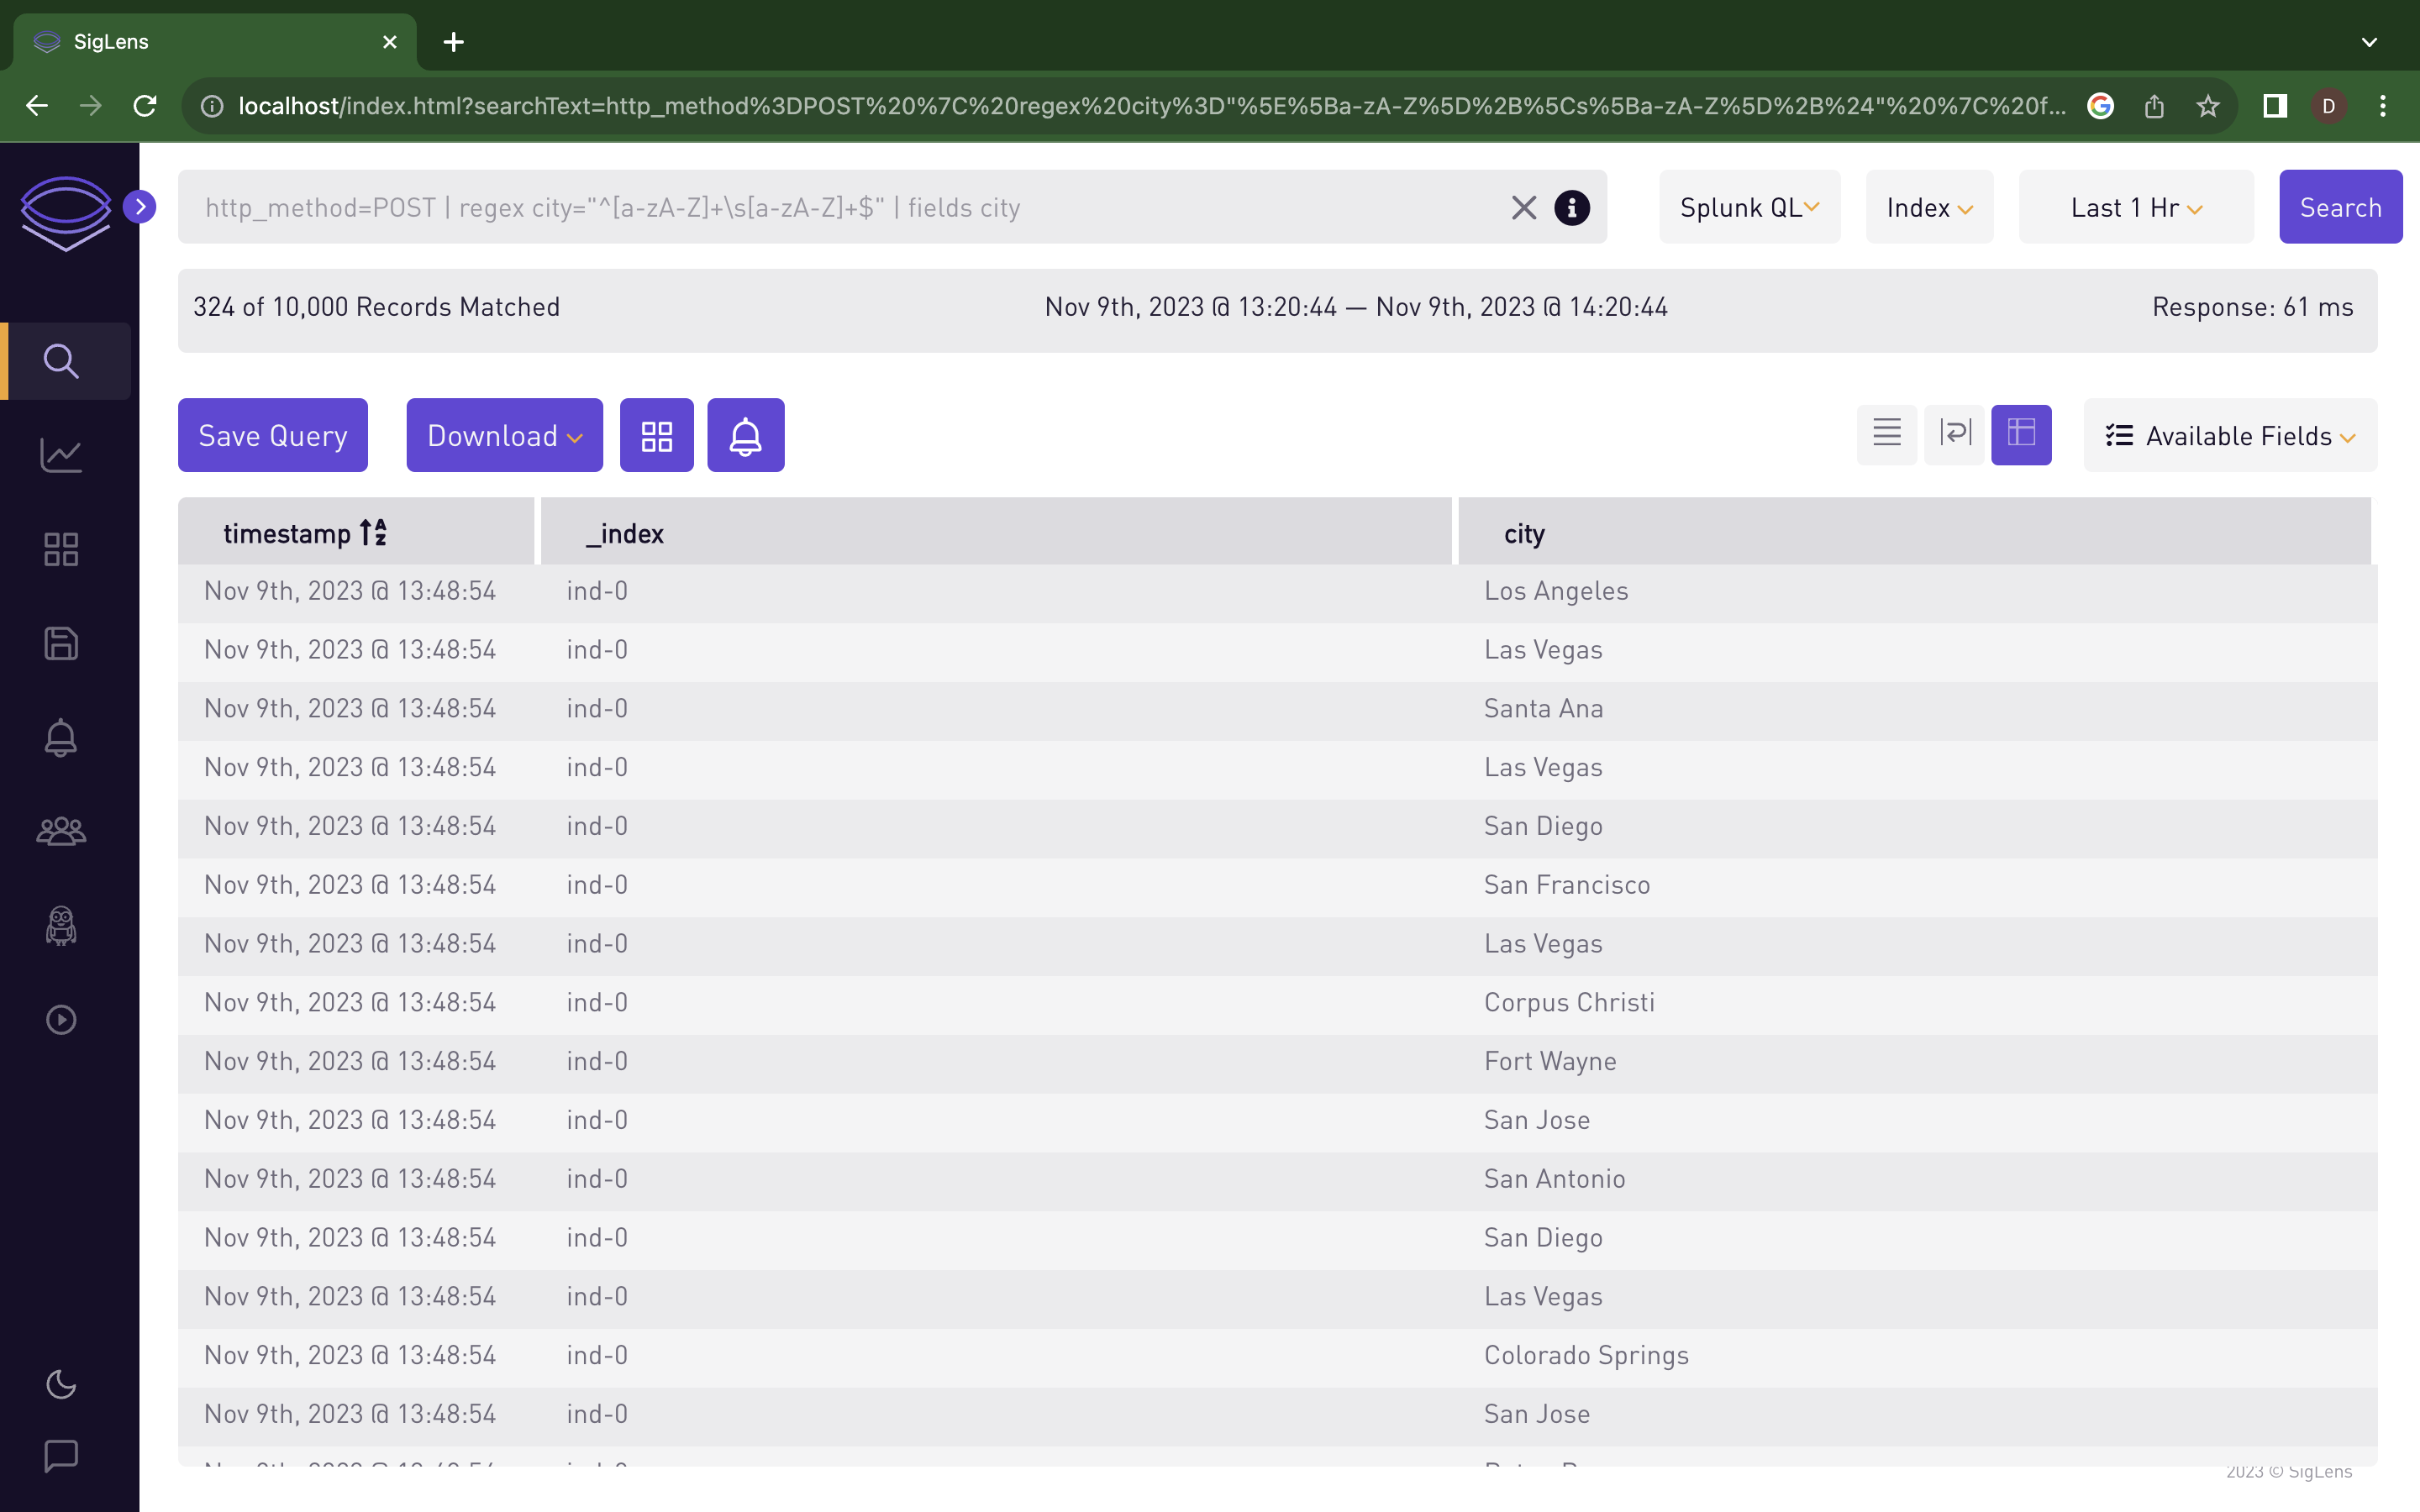 SigLens
localhost/index.html?searchText=http_method%3DPOST%20%7C%20regex%20city%3D"%5E%5Ba-zA-Z%5D%2B%5Cs%5Ba-zA-Z%5D%2B%24"%20%7C%20f...
D
http_method=POST | regex city="^[a-zA-Z]+\s[a-zA-Z]+$" | fields city
Splunk QL
Index
Last 1 Hr
Search
324 of 10,000 Records Matched
Nov 9th, 2023 @ 13:20:44 — Nov 9th, 2023 @ 14:20:44
Response: 61 ms
Save Query
Download
Available Fields
timestamp _index city
Nov 9th, 2023 @ 13:48:54 ind-0 Los Angeles
Nov 9th, 2023 @ 13:48:54 ind-0 Las Vegas
Nov 9th, 2023 @ 13:48:54 ind-0 Santa Ana
Nov 9th, 2023 @ 13:48:54 ind-0 Las Vegas
Nov 9th, 2023 @ 13:48:54 ind-0 San Diego
Nov 9th, 2023 @ 13:48:54 ind-0 San Francisco
Nov 9th, 2023 @ 13:48:54 ind-0 Las Vegas
Nov 9th, 2023 @ 13:48:54 ind-0 Corpus Christi
Nov 9th, 2023 @ 13:48:54 ind-0 Fort Wayne
Nov 9th, 2023 @ 13:48:54 ind-0 San Jose
Nov 9th, 2023 @ 13:48:54 ind-0 San Antonio
Nov 9th, 2023 @ 13:48:54 ind-0 San Diego
Nov 9th, 2023 @ 13:48:54 ind-0 Las Vegas
Nov 9th, 2023 @ 13:48:54 ind-0 Colorado Springs
Nov 9th, 2023 @ 13:48:54 ind-0 San Jose
2023 © SigLens